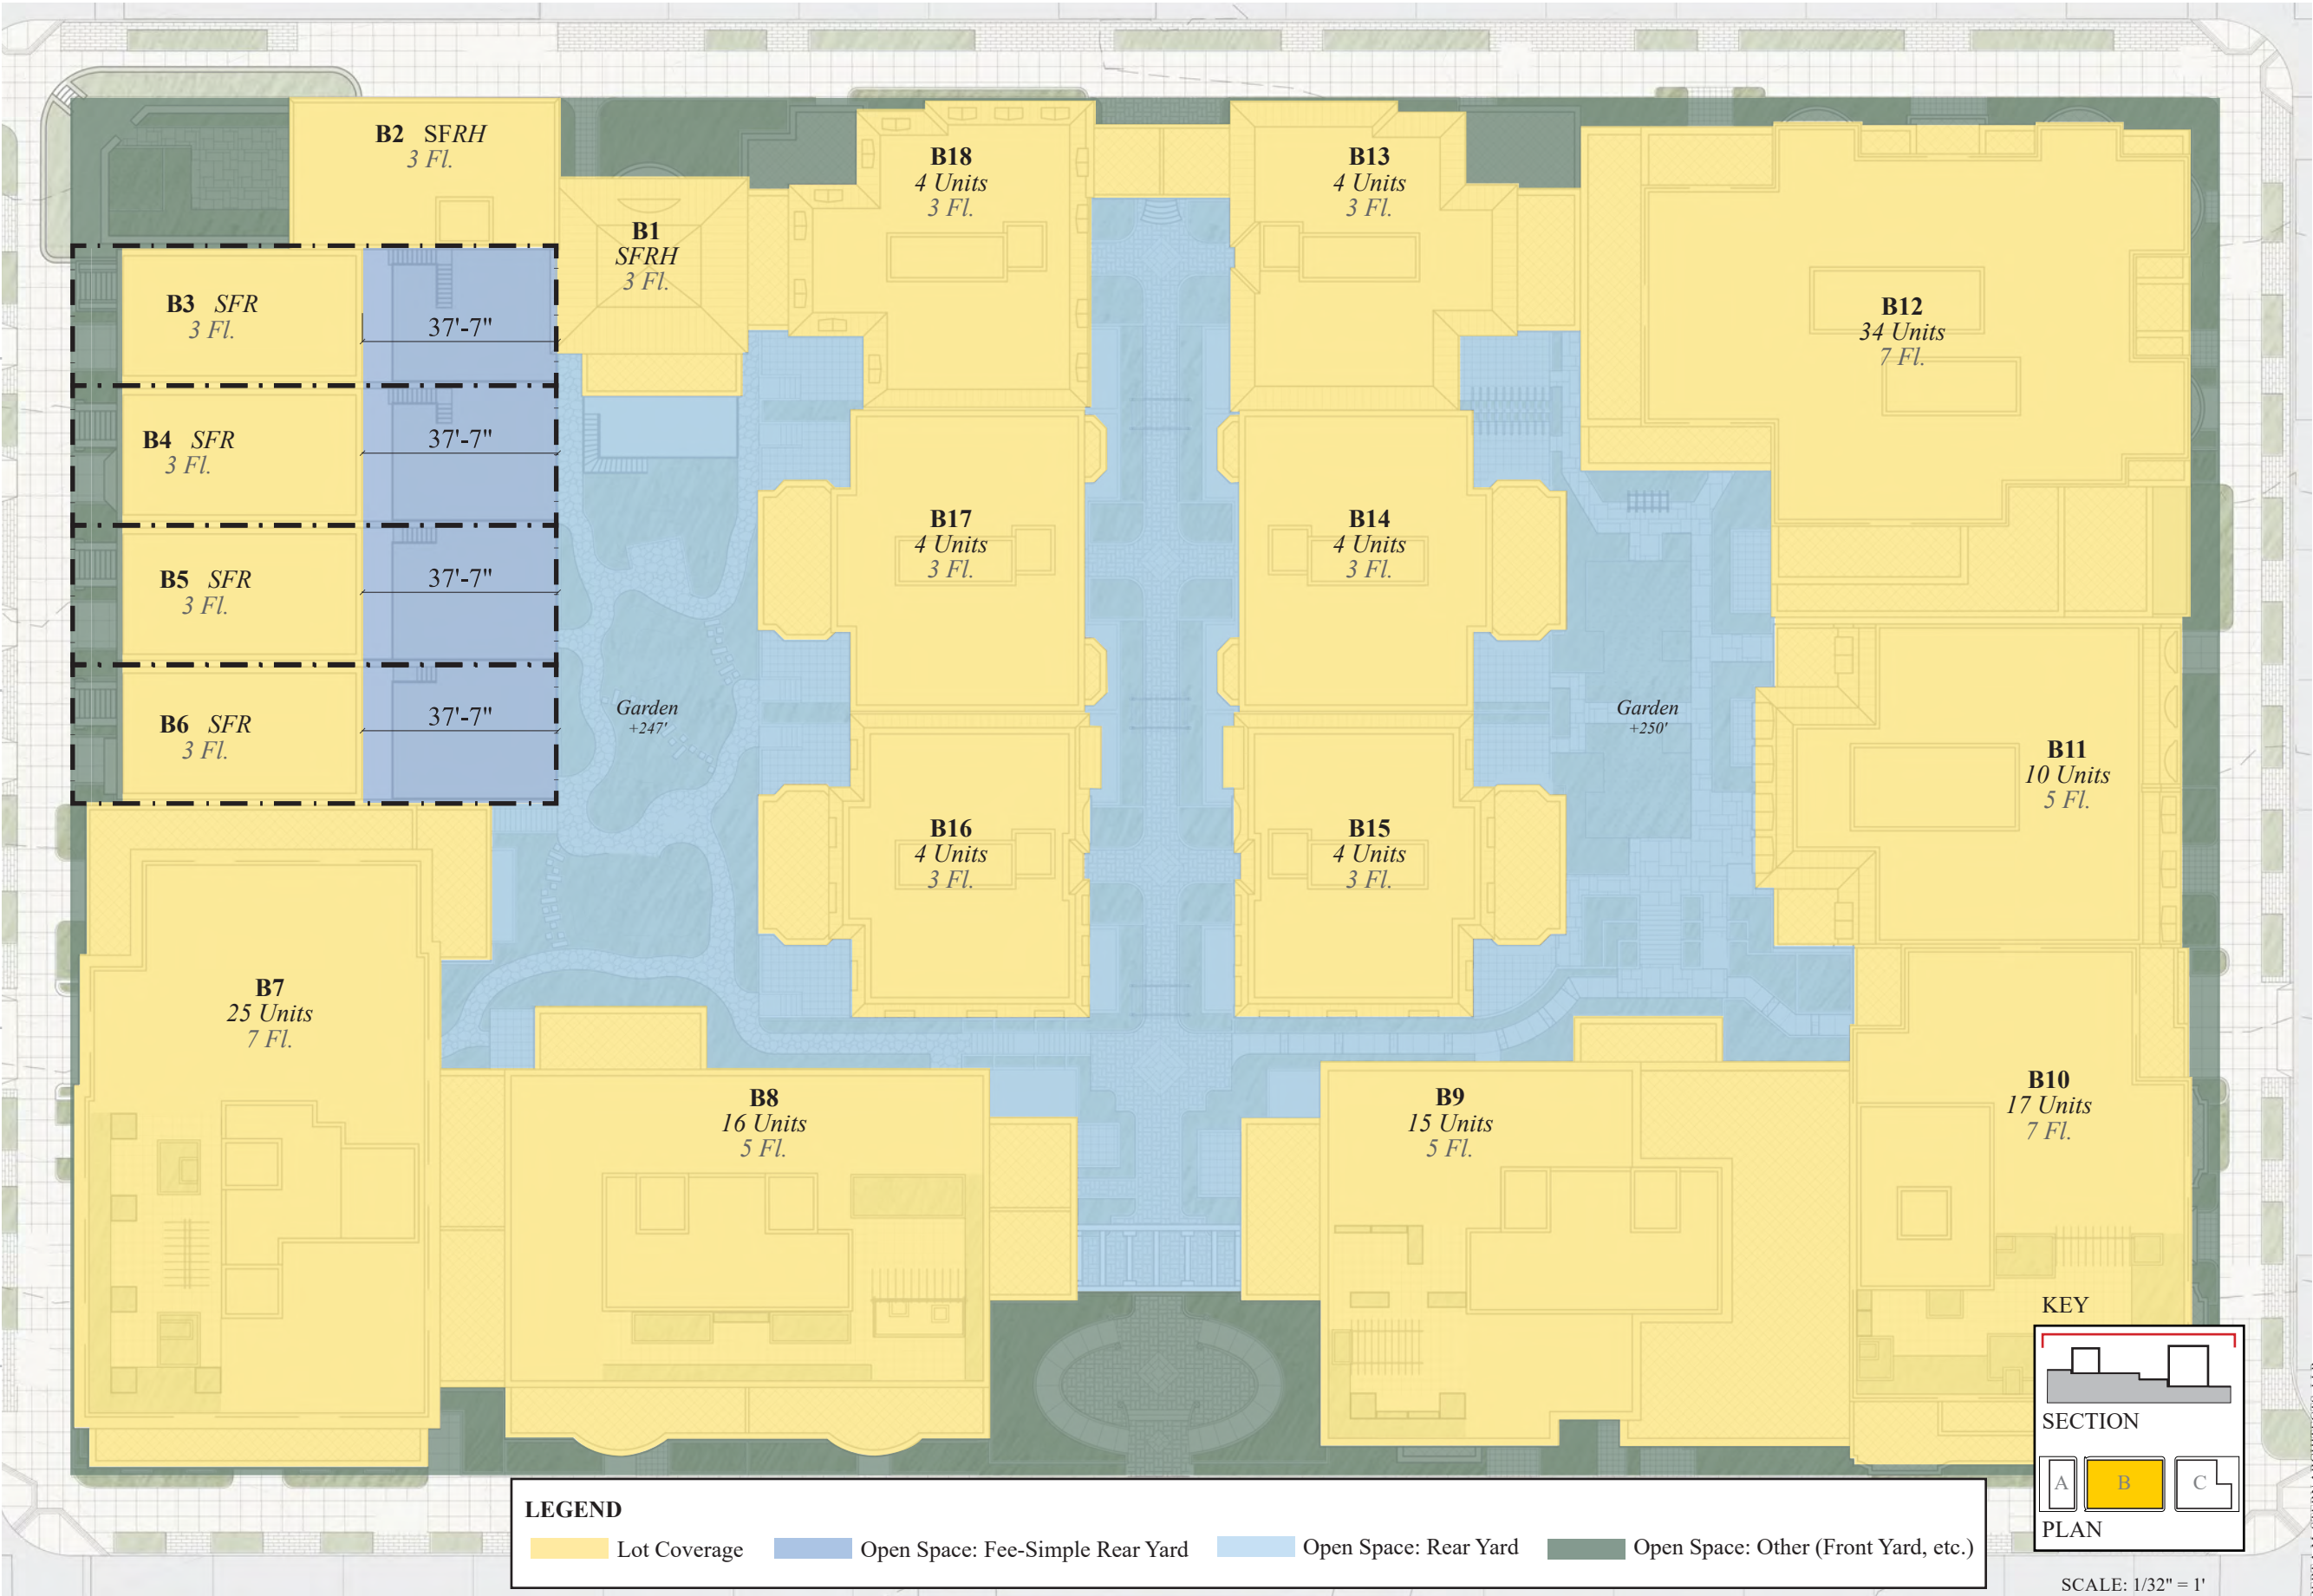 B2 SFRH
3 Fl.
B1
SFRH
3 Fl.
B18
4 Units
3 Fl.
B13
4 Units
3 Fl.
B12
34 Units
7 Fl.
B3 SFR
3 Fl.
37'-7"
B4 SFR
3 Fl.
37'-7"
B5 SFR
3 Fl.
37'-7"
B6 SFR
3 Fl.
37'-7"
B17
4 Units
3 Fl.
B14
4 Units
3 Fl.
Garden
+247'
Garden
+250'
B11
10 Units
5 Fl.
B16
4 Units
3 Fl.
B15
4 Units
3 Fl.
B7
25 Units
7 Fl.
B8
16 Units
5 Fl.
B9
15 Units
5 Fl.
B10
17 Units
7 Fl.
KEY
SECTION
A B C
PLAN
LEGEND
Lot Coverage
Open Space: Fee-Simple Rear Yard
Open Space: Rear Yard
Open Space: Other (Front Yard, etc.)
SCALE: 1/32" = 1'